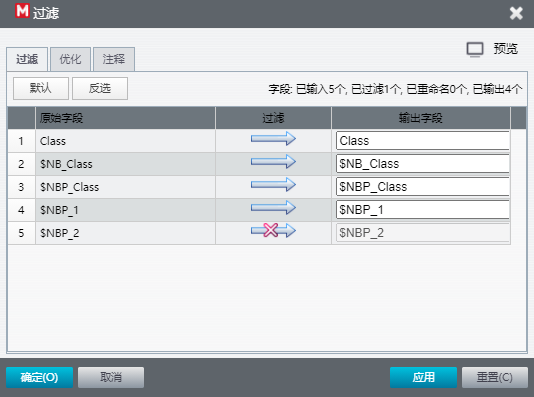 M 过滤
预览
过滤 优化 注释
默认 反选 字段: 已输入5个, 已过滤1个, 已重命名0个, 已输出4个
原始字段 过滤 输出字段
1 Class Class
2 $NB_Class $NB_Class
3 $NBP_Class $NBP_Class
4 $NBP_1 $NBP_1
5 $NBP_2 $NBP_2
确定(O) 取消 应用 重置(C)